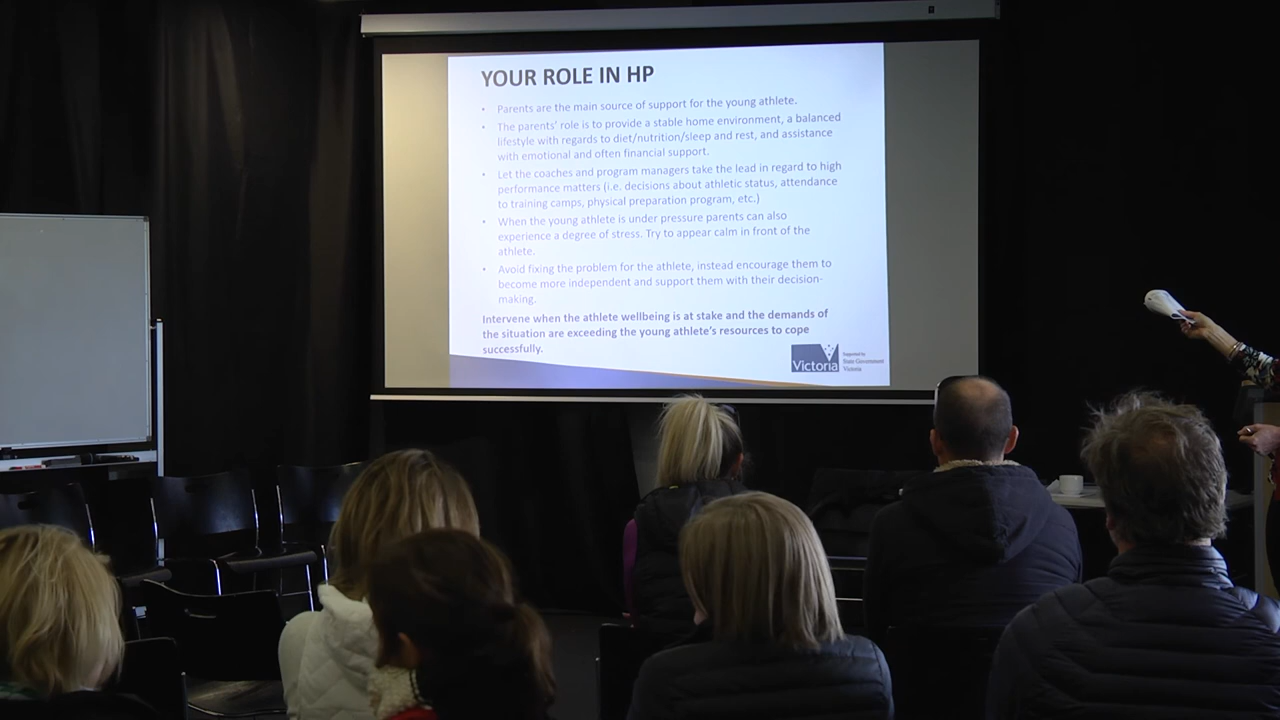 YOUR ROLE IN HP
• Parents are the main source of support for the young athlete.
• The parents' role is to provide a stable home environment, a balanced
lifestyle with regards to diet/nutrition/sleep and rest, and assistance
with emotional and often financial support.
• Let the coaches and program managers take the lead in regard to high
performance matters (i.e. decisions about athletic status, attendance
to training camps, physical preparation program, etc.)
• When the young athlete is under pressure parents can also
experience a degree of stress. Try to appear calm in front of the
athlete.
• Avoid fixing the problem for the athlete, instead encourage them to
become more independent and support them with their decision-
making.
Intervene when the athlete wellbeing is at stake and the demands of
the situation are exceeding the young athlete's resources to cope
successfully.
Victoria
Supported by
State Government
Victoria